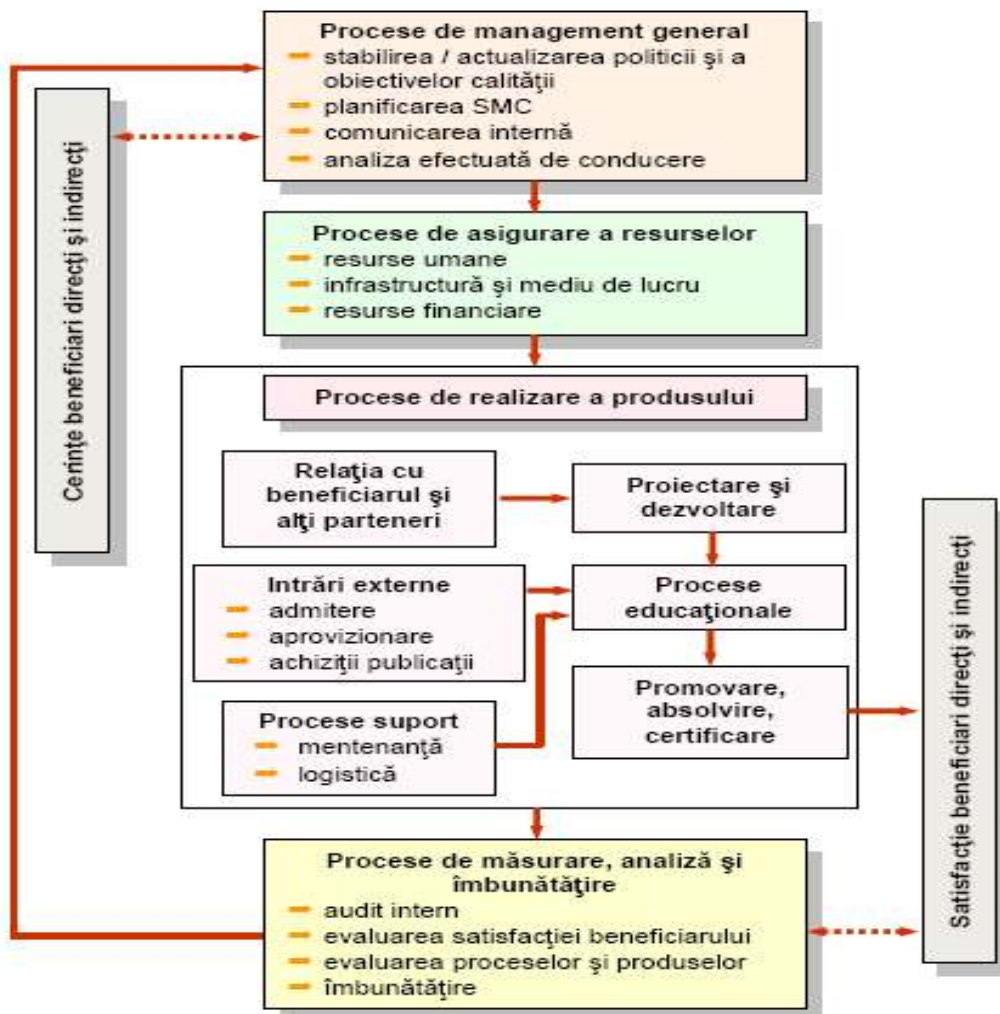 Procese de management general
stabilirea / actualizarea politicii şi a
obiectivelor calităţii
planificarea SMC
comunicarea internă
analiza efectuată de conducere
Cerinţe beneficiari direcţi şi indirecţi
Procese de asigurare a resurselor
resurse umane
infrastructură şi mediu de lucru
resurse financiare
Procese de realizare a produsului
Relaţia cu
beneficiarul şi
alţi parteneri
Proiectare şi
dezvoltare
Intrări externe
admitere
aprovizionare
achiziţii publicaţii
Procese
educaţionale
Procese suport
mentenanţă
logistică
Promovare,
absolvire,
certificare
Satisfacţie beneficiari direcţi şi indirecţi
Procese de măsurare, analiză şi
îmbunătăţire
audit intern
evaluarea satisfacţiei beneficiarului
evaluarea proceselor şi produselor
îmbunătăţire